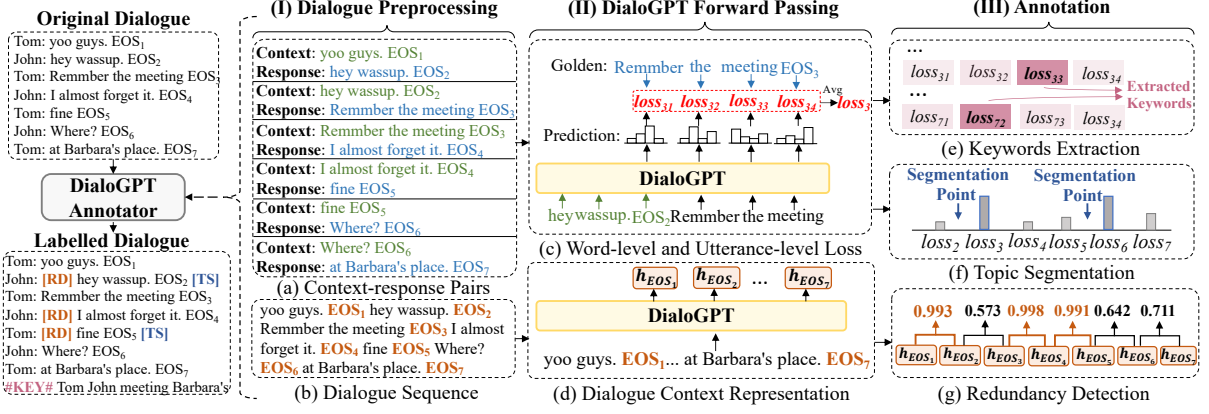 Original Dialogue
Tom: yoo guys. EOS1
John: hey wassup. EOS2
Tom: Remmber the meeting EOS3
John: I almost forget it. EOS4
Tom: fine EOS5
John: Where? EOS6
Tom: at Barbara's place. EOS7
DialoGPT
Annotator
Labelled Dialogue
Tom: yoo guys. EOS1
John: [RD] hey wassup. EOS2 [TS]
Tom: Remmber the meeting EOS3
John: [RD] I almost forget it. EOS4
Tom: [RD] fine EOS5 [TS]
John: Where? EOS6
Tom: at Barbara's place. EOS7
#KEY# Tom John meeting Barbara's
(I) Dialogue Preprocessing
Context: yoo guys. EOS1
Response: hey wassup. EOS2
Context: hey wassup. EOS2
Response: Remmber the meeting EOS3
Context: Remmber the meeting EOS3
Response: I almost forget it. EOS4
Context: I almost forget it. EOS4
Response: fine EOS5
Context: fine EOS5
Response: Where? EOS6
Context: Where? EOS6
Response: at Barbara's place. EOS7
(a) Context-response Pairs
yoo guys. EOS1 hey wassup. EOS2
Remmber the meeting EOS3 I almost
forget it. EOS4 fine EOS5 Where?
EOS6 at Barbara's place. EOS7
(b) Dialogue Sequence
(II) DialoGPT Forward Passing
Golden: Remmber the meeting EOS3
loss31 loss32 loss33 loss34 Avg loss3
Prediction:
DialoGPT
hey wassup. EOS2 Remmber the meeting
(c) Word-level and Utterance-level Loss
hEOS1 hEOS2 ... hEOS7
DialoGPT
yoo guys. EOS1... at Barbara's place. EOS7
(d) Dialogue Context Representation
(III) Annotation
...
loss31 loss32 loss33 loss34
... Extracted
Keywords
loss71 loss72 loss73 loss34
(e) Keywords Extraction
Segmentation Segmentation
Point Point
loss2 loss3 loss4 loss5 loss6 loss7
(f) Topic Segmentation
0.993 0.573 0.998 0.991 0.642 0.711
hEOS1 hEOS2 hEOS3 hEOS4 hEOS5 hEOS6 hEOS7
(g) Redundancy Detection